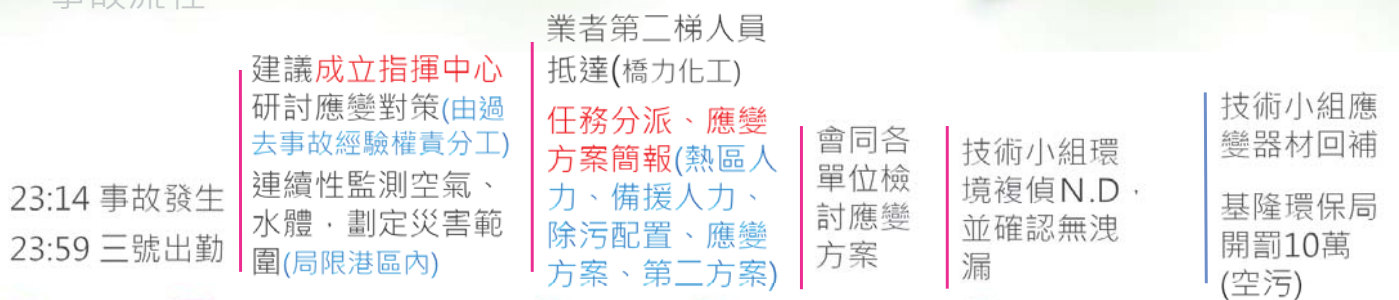 事故流程
23:14 事故發生
23:59 三號出勤
建議成立指揮中心
研討應變對策(由過
去事故經驗權責分工)
連續性監測空氣、
水體，劃定災害範
圍(局限港區內)
業者第二梯人員
抵達(橋力化工)
任務分派、應變
方案簡報(熱區人
力、備援人力、
除污配置、應變
方案、第二方案)
會同各
單位檢
討應變
方案
技術小組環
境複偵N.D，
並確認無洩
漏
技術小組應
變器材回補
基隆環保局
開罰10萬
(空污)